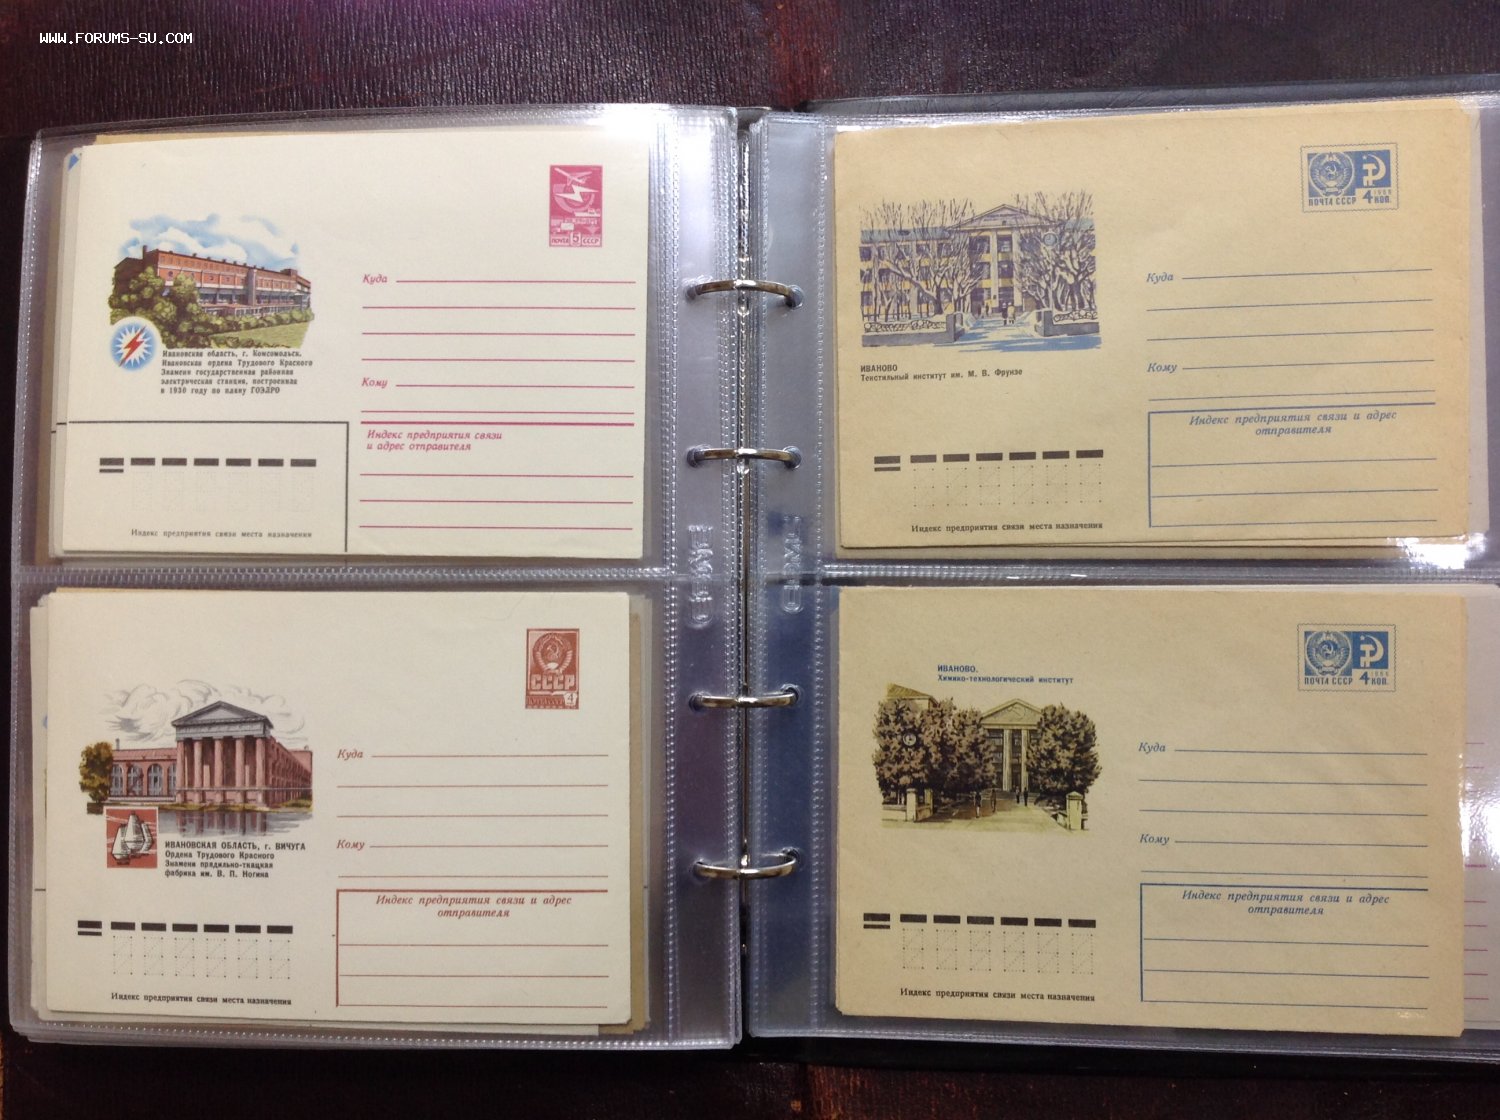 WWW.FORUMS-SU.COM
ПОЧТА 5 СССР
Ивановская область, г. Комсомольск.
Ивановская ордена Трудового Красного
Знамени государственная районная
электрическая станция, построенная
в 1930 году по плану ГОЭЛРО
Куда
Кому
Индекс предприятия связи
и адрес отправителя
Индекс предприятия связи места назначения
1966
ПОЧТА СССР 4 КОП.
ИВАНОВО
Текстильный институт им. М. В. Фрунзе
Куда
Кому
Индекс предприятия связи и адрес
отправителя
Индекс предприятия связи места назначения
СССР
4
ИВАНОВСКАЯ ОБЛАСТЬ, г. ВИЧУГА
Ордена Трудового Красного
Знамени прядильно-ткацкая
фабрика им. В. П. Ногина
Куда
Кому
Индекс предприятия связи и адрес
отправителя
Индекс предприятия связи места назначения
1966
ПОЧТА СССР 4 КОП.
ИВАНОВО.
Химико-технологический институт
Куда
Кому
Индекс предприятия связи и адрес
отправителя
Индекс предприятия связи места назначения